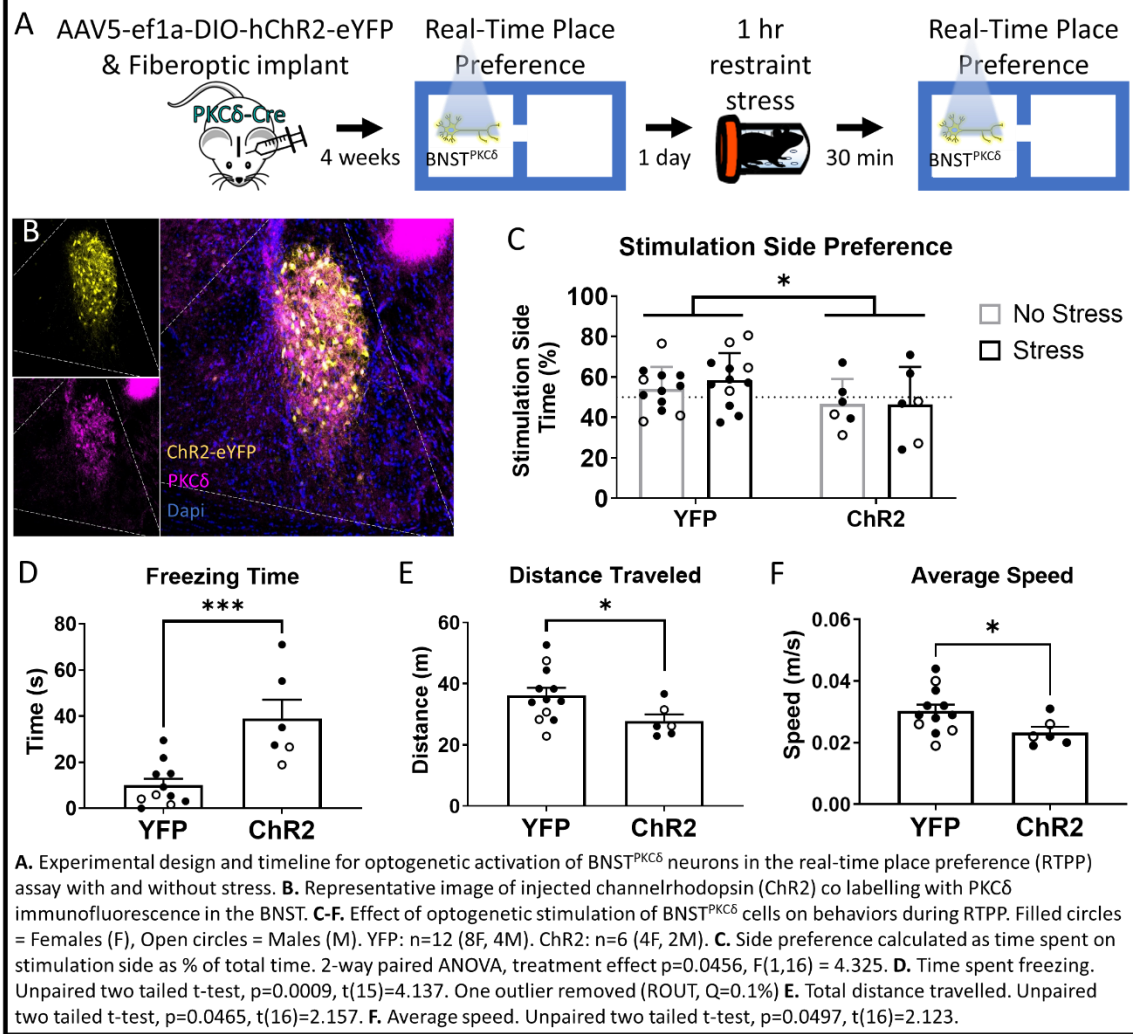 A
AAV5-ef1a-DIO-hChR2-eYFP
& Fiberoptic implant
PKCδ-Cre
4 weeks
Real-Time Place
Preference
BNST^PKCδ
1 day
1 hr
restraint
stress
30 min
Real-Time Place
Preference
BNST^PKCδ
B
ChR2-eYFP
PKCδ
Dapi
C
Stimulation Side Preference
*
Stimulation Side
Time (%)
100
80
60
40
20
0
YFP
ChR2
No Stress
Stress
D
Freezing Time
***
Time (s)
80
60
40
20
0
YFP
ChR2
E
Distance Traveled
*
Distance (m)
60
40
20
0
YFP
ChR2
F
Average Speed
*
Speed (m/s)
0.06
0.04
0.02
0.00
YFP
ChR2
A. Experimental design and timeline for optogenetic activation of BNST^PKCδ neurons in the real-time place preference (RTPP)
assay with and without stress. B. Representative image of injected channelrhodopsin (ChR2) co labelling with PKCδ
immunofluorescence in the BNST. C-F. Effect of optogenetic stimulation of BNST^PKCδ cells on behaviors during RTPP. Filled circles
= Females (F), Open circles = Males (M). YFP: n=12 (8F, 4M). ChR2: n=6 (4F, 2M). C. Side preference calculated as time spent on
stimulation side as % of total time. 2-way paired ANOVA, treatment effect p=0.0456, F(1,16) = 4.325. D. Time spent freezing.
Unpaired two tailed t-test, p=0.0009, t(15)=4.137. One outlier removed (ROUT, Q=0.1%) E. Total distance travelled. Unpaired
two tailed t-test, p=0.0465, t(16)=2.157. F. Average speed. Unpaired two tailed t-test, p=0.0497, t(16)=2.123.